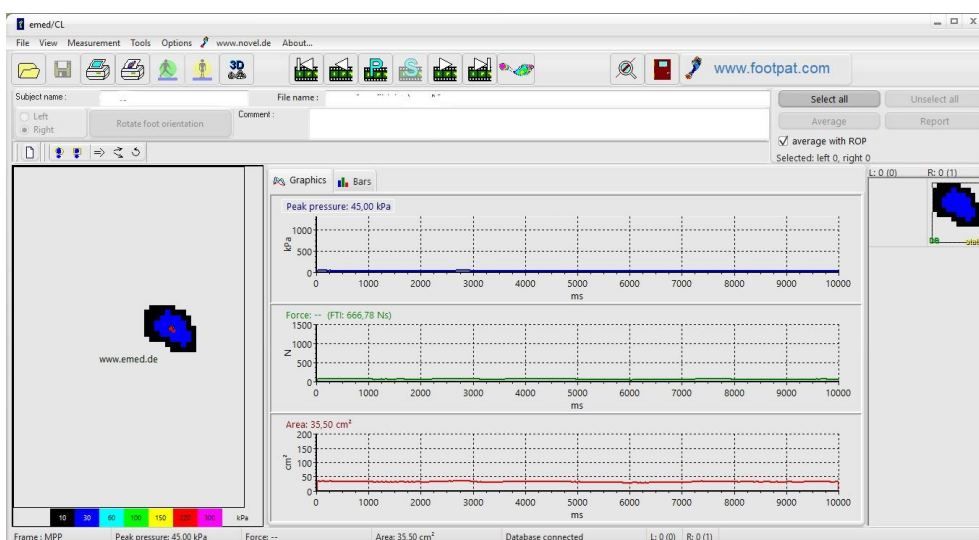 emed/CL
File View Measurement Tools Options www.novel.de About...
3D
www.footpat.com
Subject name :
File name :
Select all Unselect all
Left
Right
Rotate foot orientation
Comment :
Average Report
average with ROP
Selected: left 0, right 0
L: 0 (0) R: 0 (1)
Graphics Bars
Peak pressure: 45,00 kPa
kPa
1000
500
0
0 1000 2000 3000 4000 5000 6000 7000 8000 9000 10000
ms
Force: -- (FTI: 666,78 Ns)
N
1500
1000
500
0
0 1000 2000 3000 4000 5000 6000 7000 8000 9000 10000
ms
Area: 35,50 cm²
cm²
200
150
100
50
0
0 1000 2000 3000 4000 5000 6000 7000 8000 9000 10000
ms
www.emed.de
10 30 60 100 150 220 300 kPa
Frame : MPP Peak pressure: 45,00 kPa Force: -- Area: 35,50 cm² Database connected L: 0 (0) R: 0 (1)